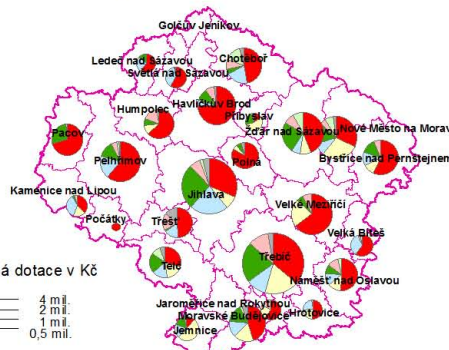 Golčův Jeníkov
Ledeč nad Sázavou
Chotěboř
Světlá nad Sázavou
Havlíčkův Brod
Humpolec
Přibyslav
Žďár nad Sázavou
Nové Město na Morav
Pacov
Polná
Bystřice nad Pernštejnem
Pelhřimov
Jihlava
Kamenice nad Lipou
Velké Meziříčí
Počátky
Třešť
Velká Bíteš
Třebíč
Telč
á dotace v Kč
Náměšť nad Oslavou
4 mil.
Jaroměřice nad Rokytnou
2 mil.
Hrotovice
Moravské Budějovice
1 mil.
Jemnice
0,5 mil.